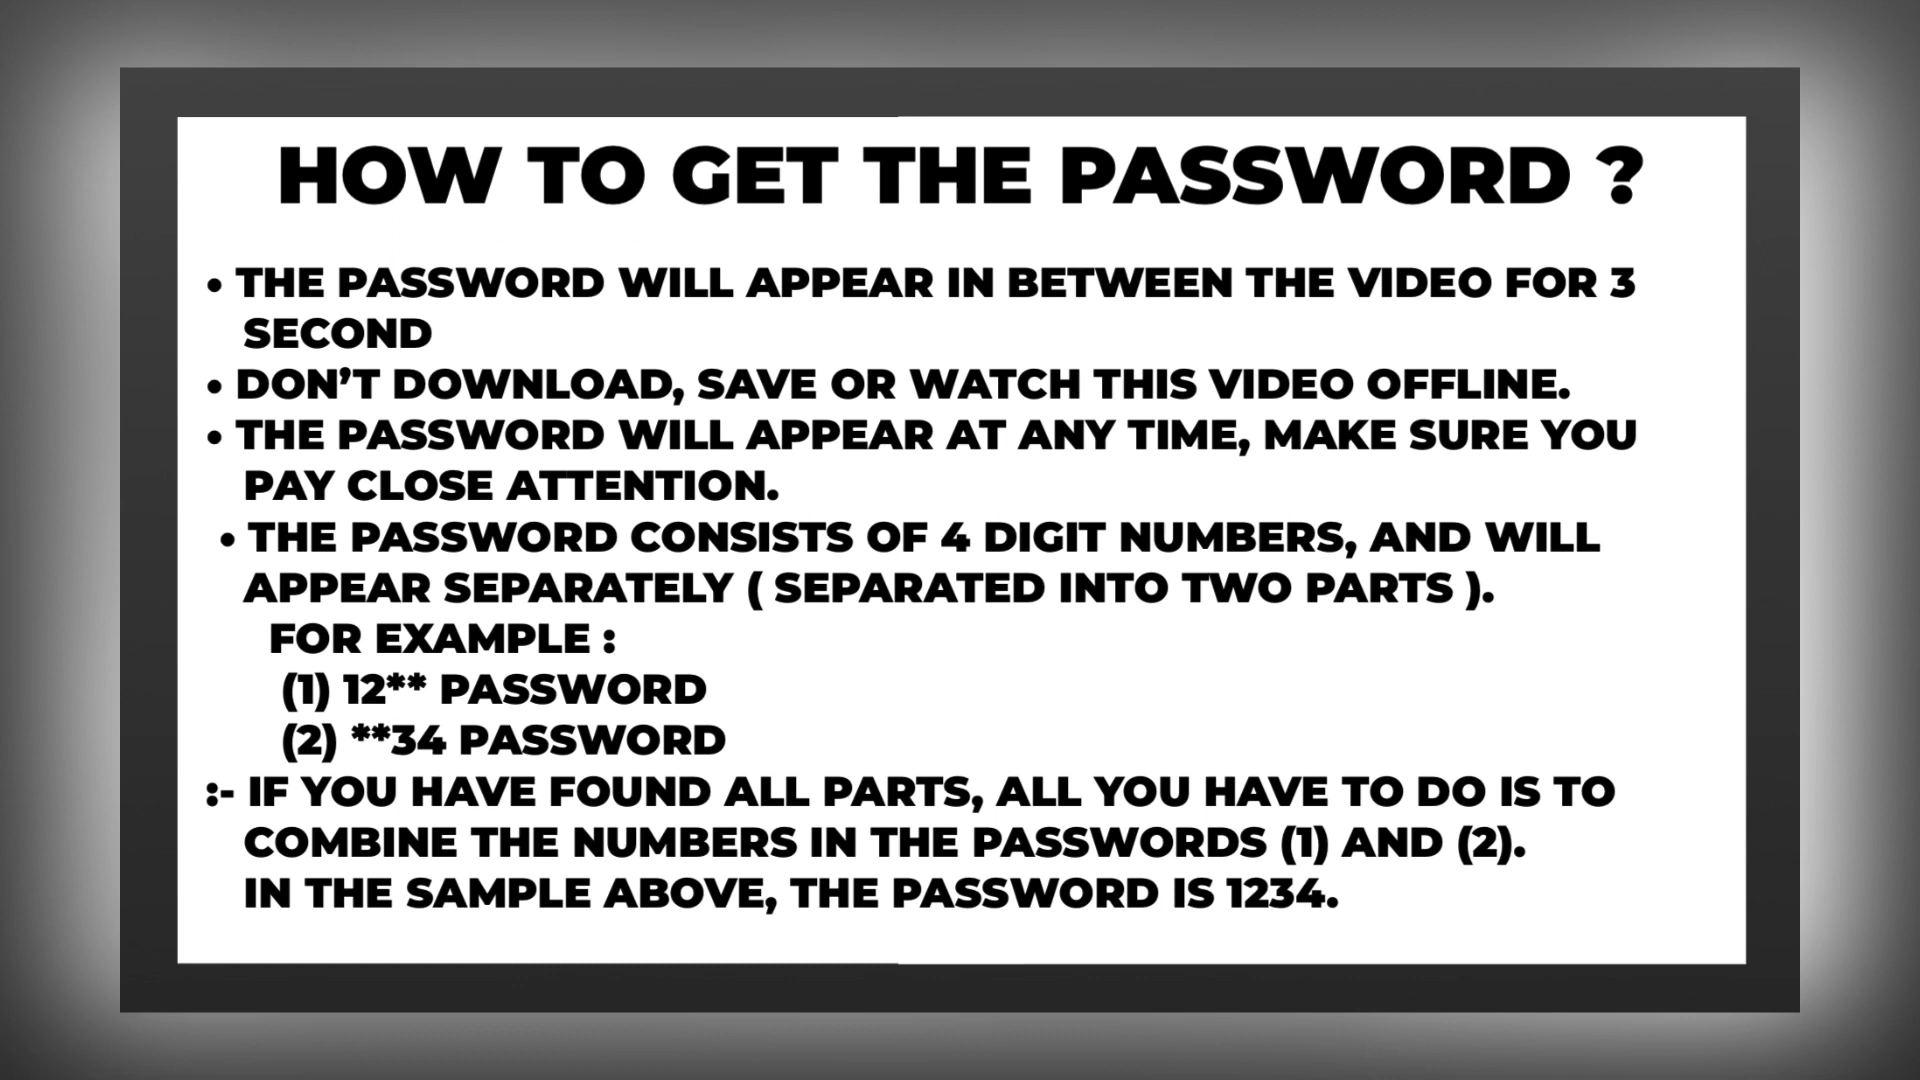 HOW TO GET THE PASSWORD ?
• THE PASSWORD WILL APPEAR IN BETWEEN THE VIDEO FOR 3
SECOND
• DON’T DOWNLOAD, SAVE OR WATCH THIS VIDEO OFFLINE.
• THE PASSWORD WILL APPEAR AT ANY TIME, MAKE SURE YOU
PAY CLOSE ATTENTION.
• THE PASSWORD CONSISTS OF 4 DIGIT NUMBERS, AND WILL
APPEAR SEPARATELY ( SEPARATED INTO TWO PARTS ).
FOR EXAMPLE :
(1) 12** PASSWORD
(2) **34 PASSWORD
:- IF YOU HAVE FOUND ALL PARTS, ALL YOU HAVE TO DO IS TO
COMBINE THE NUMBERS IN THE PASSWORDS (1) AND (2).
IN THE SAMPLE ABOVE, THE PASSWORD IS 1234.